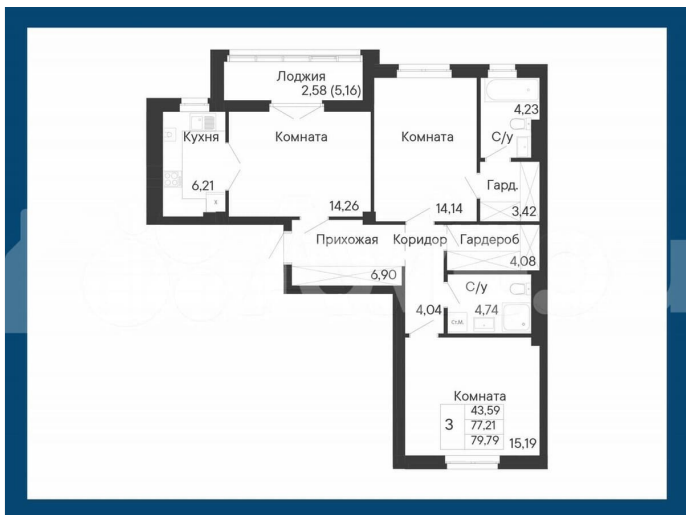 Лоджия
2,58 (5,16)
Кухня
6,21
Комната
14,26
Комната
14,14
4,23
С/у
Гард.
3,42
Прихожая
6,90
Коридор
4,04
Гардероб
4,08
С/у
4,74
Ст.М.
х
Комната
3
43,59
77,21
79,79
15,19